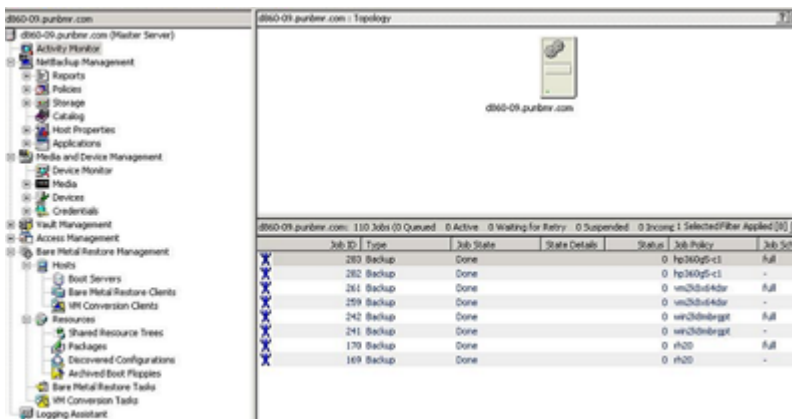 d860-09.punbmr.com
d860-09.punbmr.com (Master Server)
Activity Monitor
NetBackup Management
Reports
Policies
Storage
Catalog
Host Properties
Applications
Media and Device Management
Device Monitor
Media
Devices
Credentials
Vault Management
Access Management
Bare Metal Restore Management
Hosts
Boot Servers
Bare Metal Restore Clients
VM Conversion Clients
Resources
Shared Resource Trees
Packages
Discovered Configurations
Archived Boot Floppies
Bare Metal Restore Tasks
VM Conversion Tasks
Logging Assistant
d860-09.punbmr.com : Topology
d860-09.punbmr.com
d860-09.punbmr.com: 110 Jobs (0 Queued 0 Active 0 Waiting for Retry 0 Suspended 0 Incomp 1 Selected Filter Applied [0]
Job ID Type Job State State Details Status Job Policy Job Sch
283 Backup Done 0 hp360g5-c1 Full
282 Backup Done 0 hp360g5-c1 -
261 Backup Done 0 Full
259 Backup Done 0 -
242 Backup Done 0 Full
241 Backup Done 0 -
170 Backup Done 0 rh20 Full
169 Backup Done 0 rh20 -